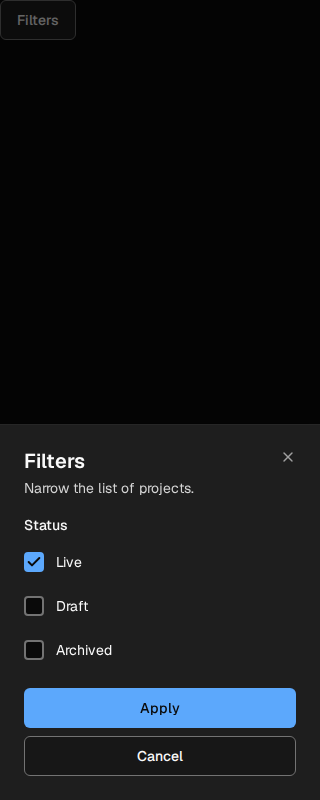 Filters
Filters
Narrow the list of projects.
Status
Live
Draft
Archived
Apply
Cancel